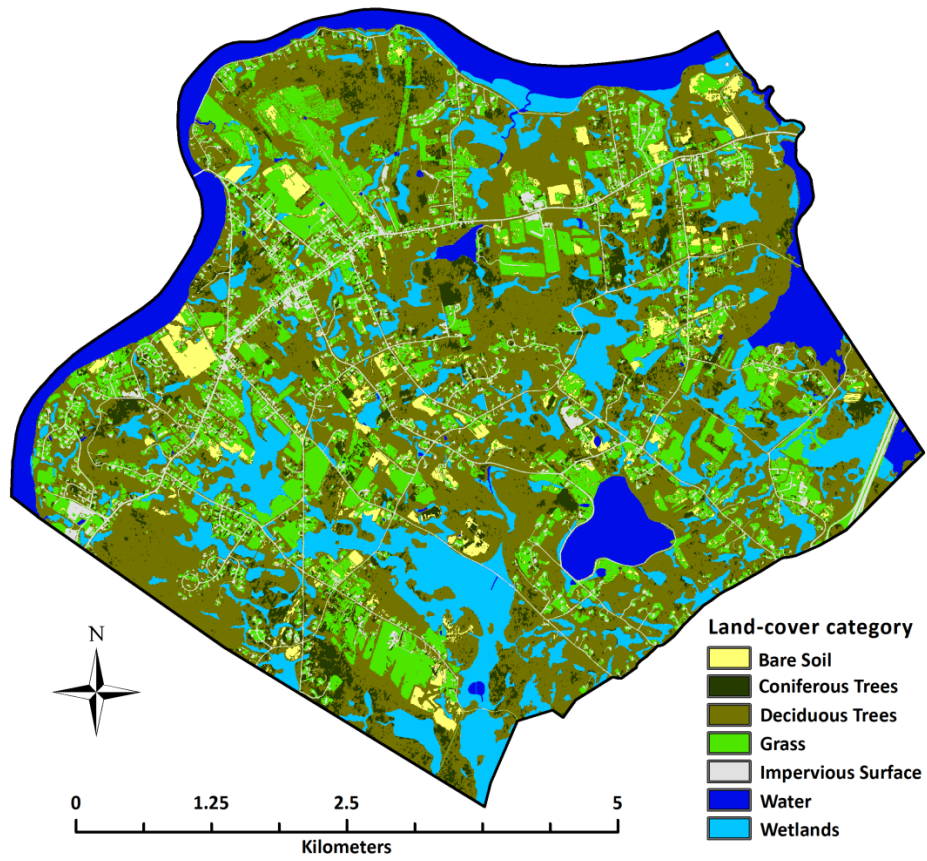 Land-cover category
Bare Soil
Coniferous Trees
Deciduous Trees
Grass
Impervious Surface
Water
Wetlands
N
0 1.25 2.5 5
Kilometers